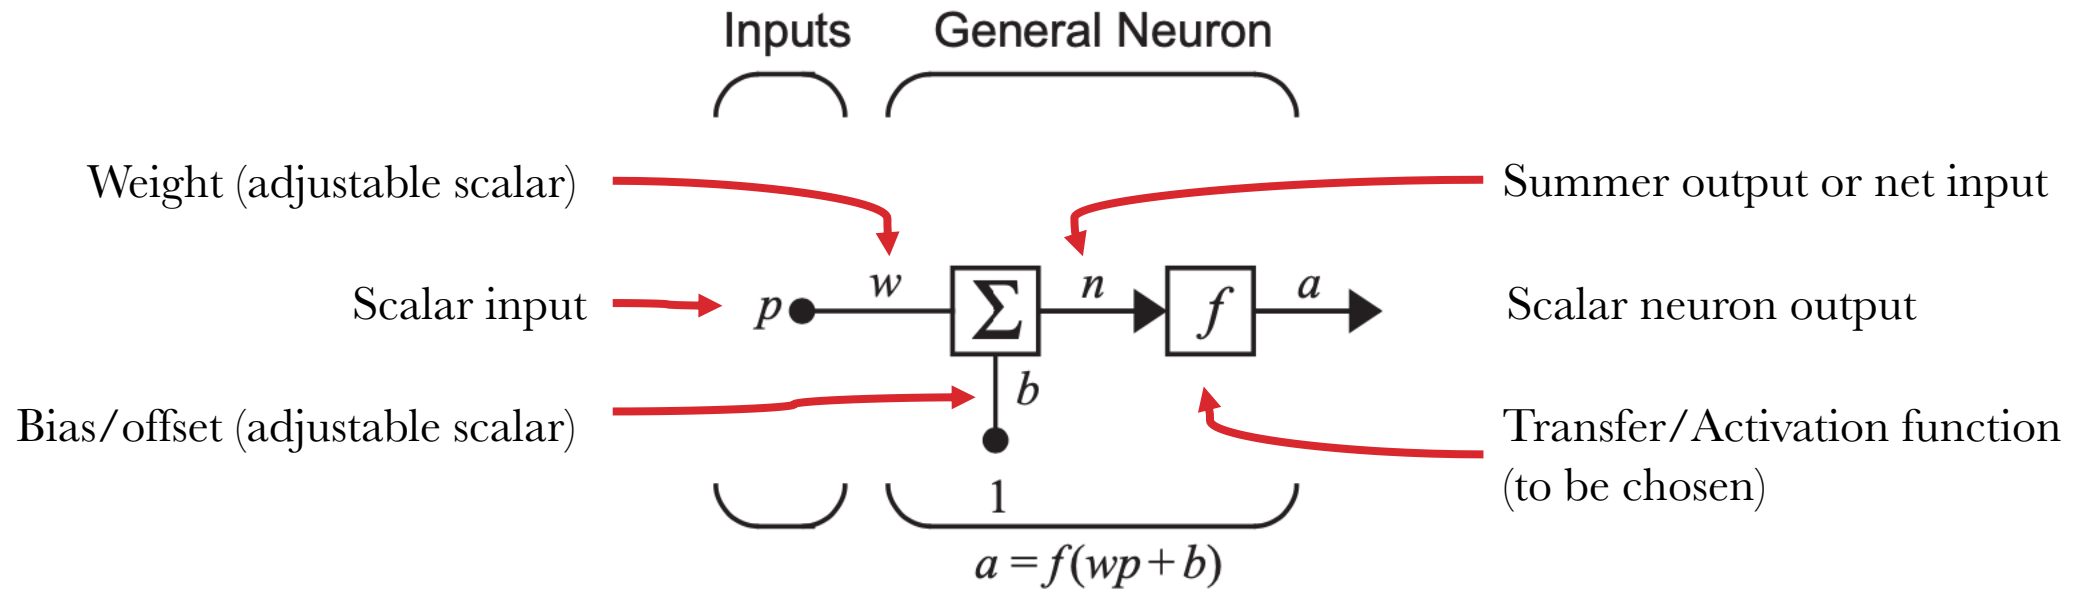 Inputs
General Neuron
Weight (adjustable scalar)
Summer output or net input
w
n
a
Scalar input
p
Σ
f
Scalar neuron output
b
Bias/offset (adjustable scalar)
Transfer/Activation function
(to be chosen)
1
a = f(wp + b)